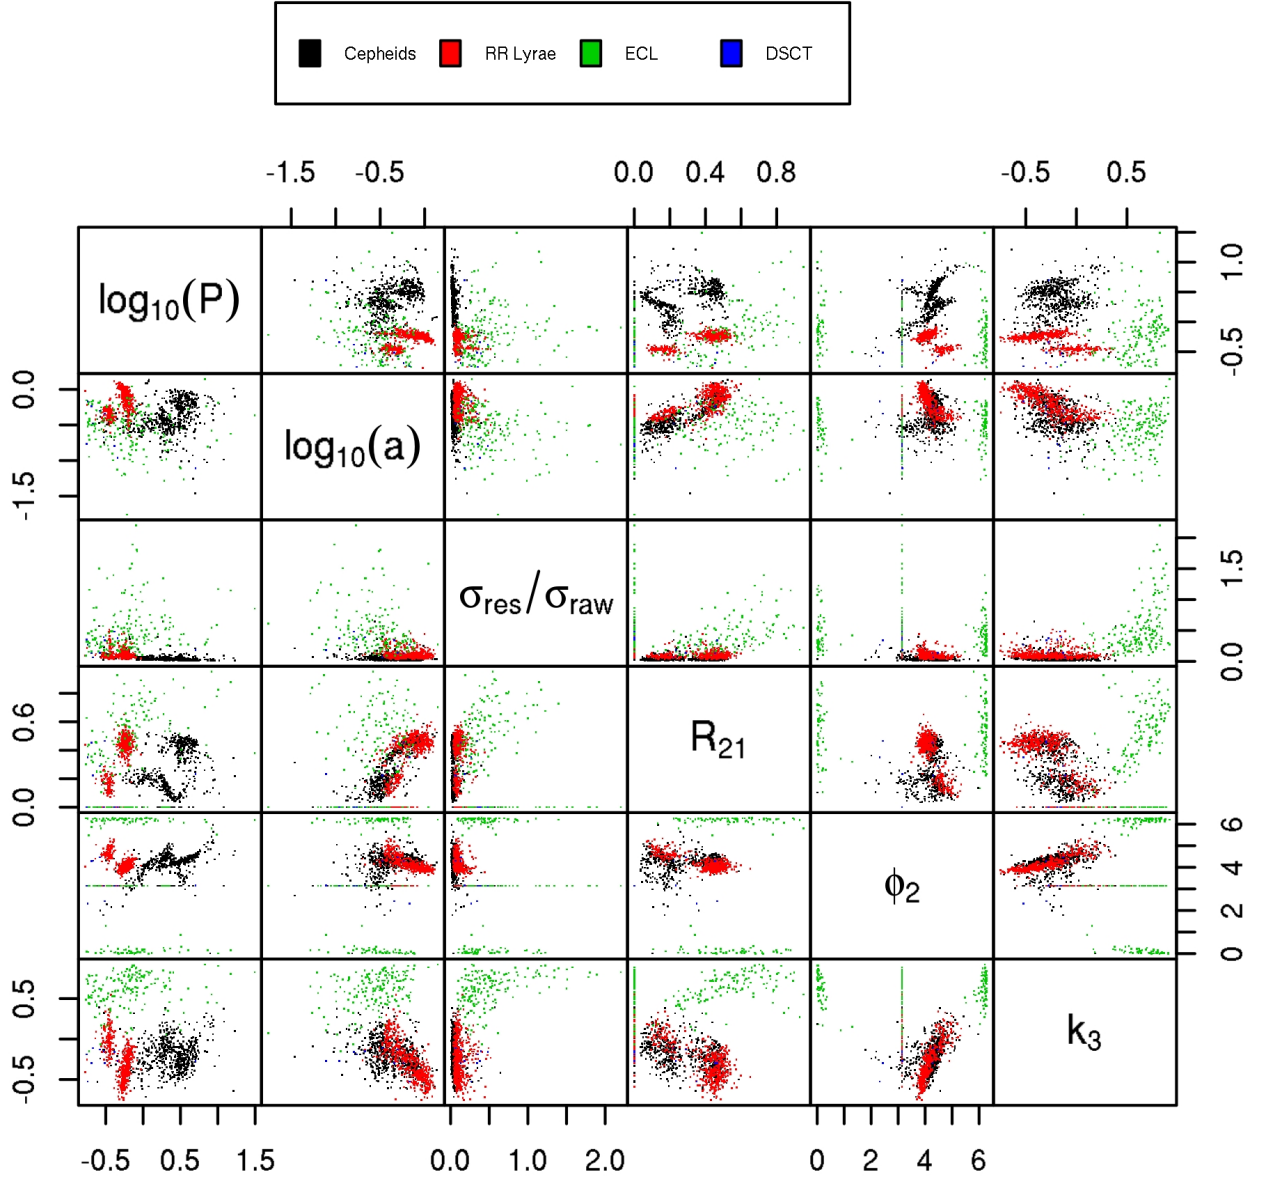 Cepheids RR Lyrae ECL DSCT
-1.5 -0.5 0.0 0.4 0.8 -0.5 0.5
log₁₀(P)
-0.5 1.0
0.0 -1.5
log₁₀(a)
σres/σraw
0.0 1.5
0.0 0.6
R₂₁
ϕ₂
0 2 4 6
-0.5 0.5
k₃
-0.5 0.5 1.5 0.0 1.0 2.0 0 2 4 6